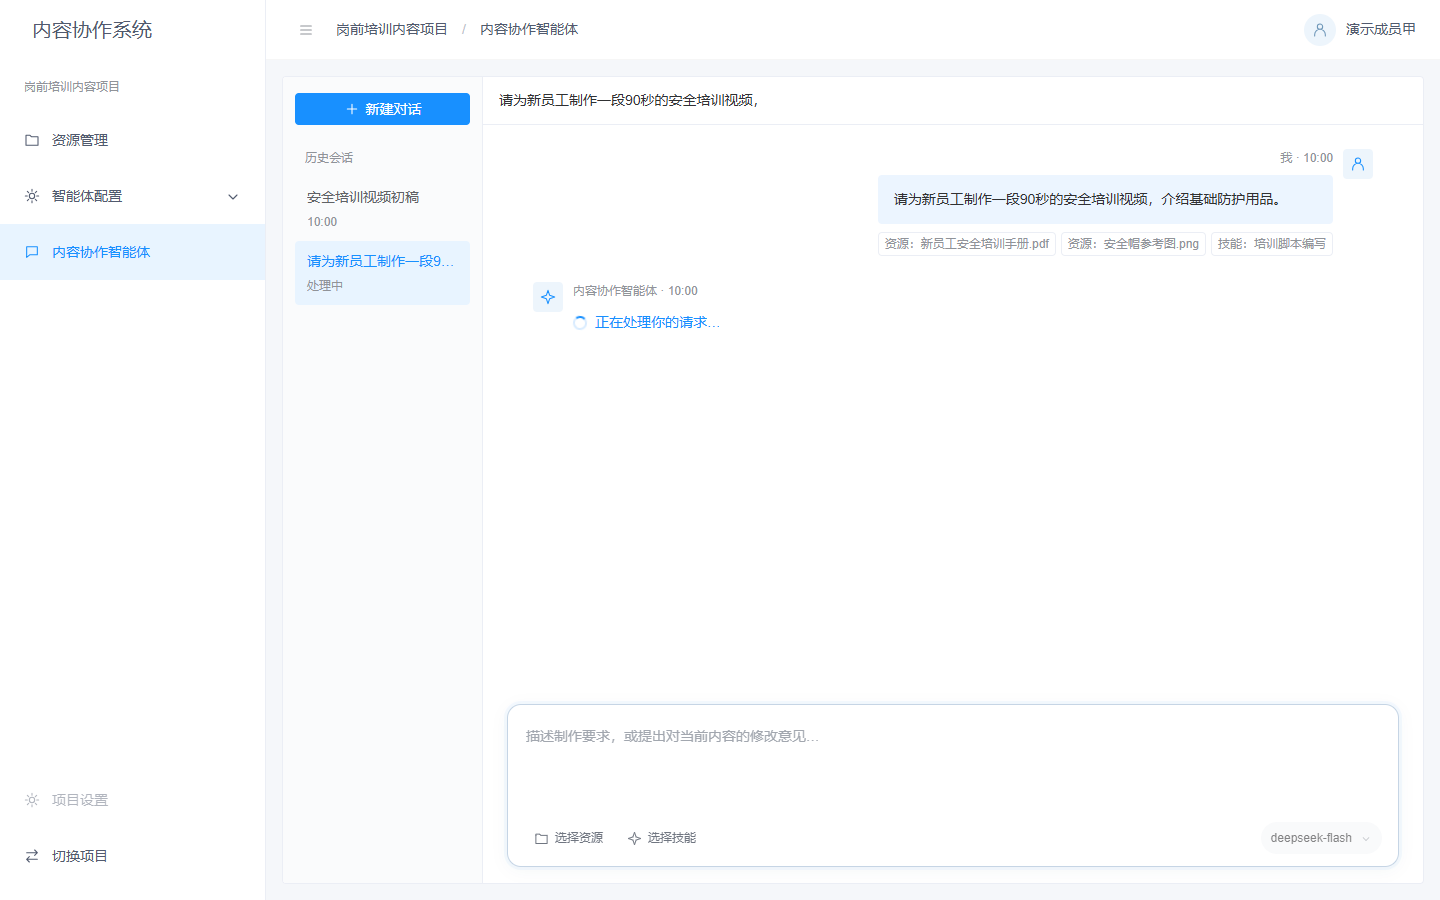 内容协作系统
岗前培训内容项目
资源管理
智能体配置
内容协作智能体
项目设置
切换项目
岗前培训内容项目 / 内容协作智能体
演示成员甲
新建对话
历史会话
安全培训视频初稿
10:00
请为新员工制作一段9...
处理中
请为新员工制作一段90秒的安全培训视频，
我 · 10:00
请为新员工制作一段90秒的安全培训视频，介绍基础防护用品。
资源：新员工安全培训手册.pdf 资源：安全帽参考图.png 技能：培训脚本编写
内容协作智能体 · 10:00
正在处理你的请求...
描述制作要求，或提出对当前内容的修改意见...
选择资源 选择技能 deepseek-flash